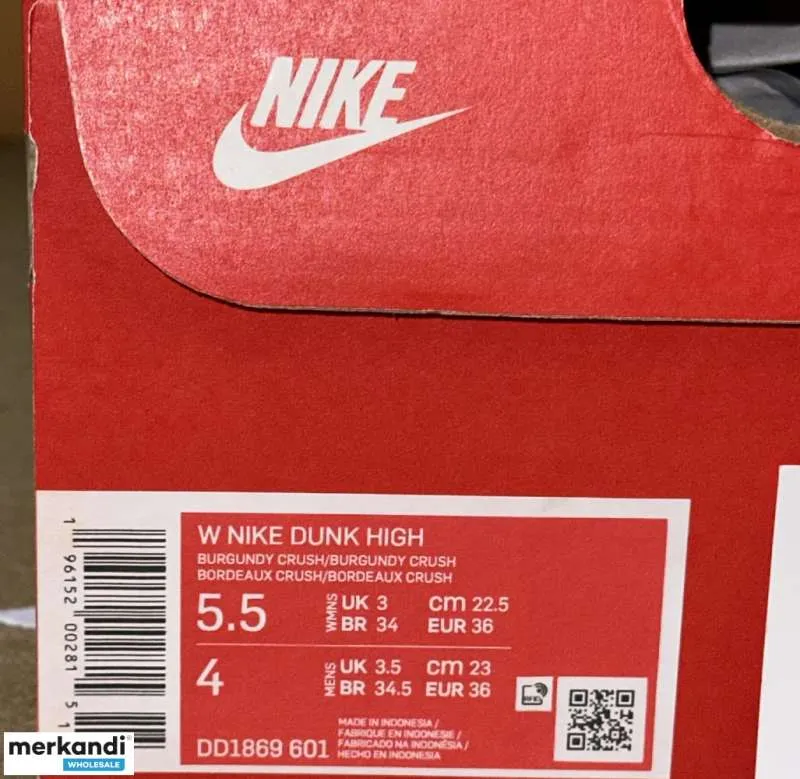 NIKE
W NIKE DUNK HIGH
BURGUNDY CRUSH/BURGUNDY CRUSH
BORDEAUX CRUSH/BORDEAUX CRUSH
5.5 WMNS UK 3 cm 22.5
BR 34 EUR 36
4 MENS UK 3.5 cm 23
BR 34.5 EUR 36
RFID
MADE IN INDONESIA /
FABRIQUE EN INDONESIE /
FABRICADO NA INDONÉSIA /
HECHO EN INDONESIA
DD1869 601
1 96152 00281 5
merkandi
WHOLESALE